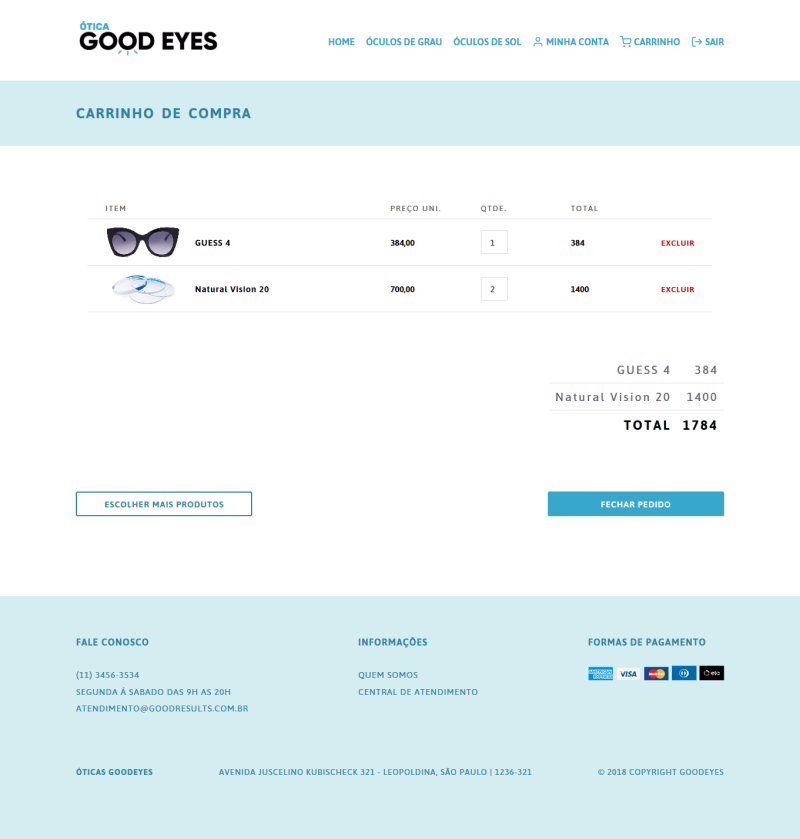 ÓTICA
GOOD EYES
HOME ÓCULOS DE GRAU ÓCULOS DE SOL MINHA CONTA CARRINHO SAIR
CARRINHO DE COMPRA
ITEM PREÇO UNI. QTDE. TOTAL
GUESS 4 384,00 1 384 EXCLUIR
Natural Vision 20 700,00 2 1400 EXCLUIR
GUESS 4 384
Natural Vision 20 1400
TOTAL 1784
ESCOLHER MAIS PRODUTOS FECHAR PEDIDO
FALE CONOSCO INFORMAÇÕES FORMAS DE PAGAMENTO
(11) 3456-3534 QUEM SOMOS AMERICAN EXPRESS VISA MasterCard elo
SEGUNDA Á SABADO DAS 9H AS 20H CENTRAL DE ATENDIMENTO
ATENDIMENTO@GOODRESULTS.COM.BR
ÓTICAS GOODEYES AVENIDA JUSCELINO KUBISCHECK 321 - LEOPOLDINA, SÃO PAULO | 1236-321 © 2018 COPYRIGHT GOODEYES